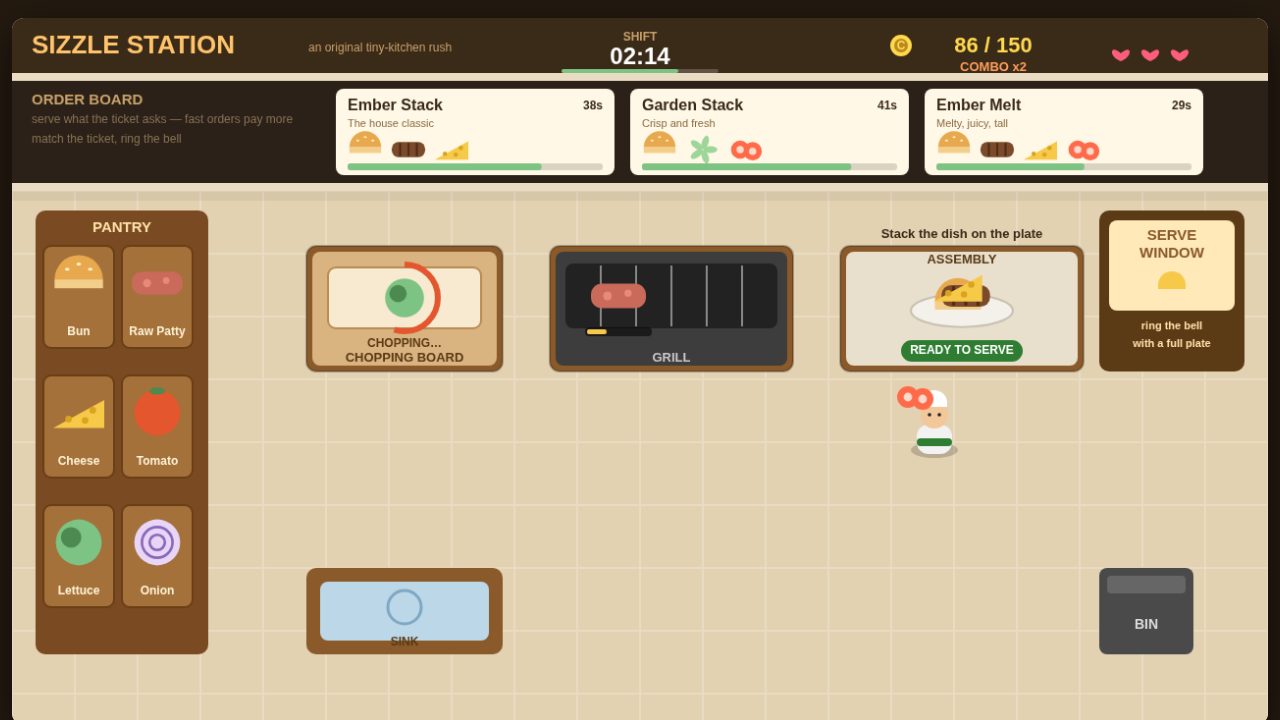 SIZZLE STATION
an original tiny-kitchen rush
SHIFT
02:14
C
86 / 150
COMBO x2
ORDER BOARD
serve what the ticket asks — fast orders pay more
match the ticket, ring the bell
Ember Stack
38s
The house classic
Garden Stack
41s
Crisp and fresh
Ember Melt
29s
Melty, juicy, tall
PANTRY
Bun
Raw Patty
Cheese
Tomato
Lettuce
Onion
CHOPPING…
CHOPPING BOARD
GRILL
Stack the dish on the plate
ASSEMBLY
READY TO SERVE
SERVE
WINDOW
ring the bell
with a full plate
SINK
BIN